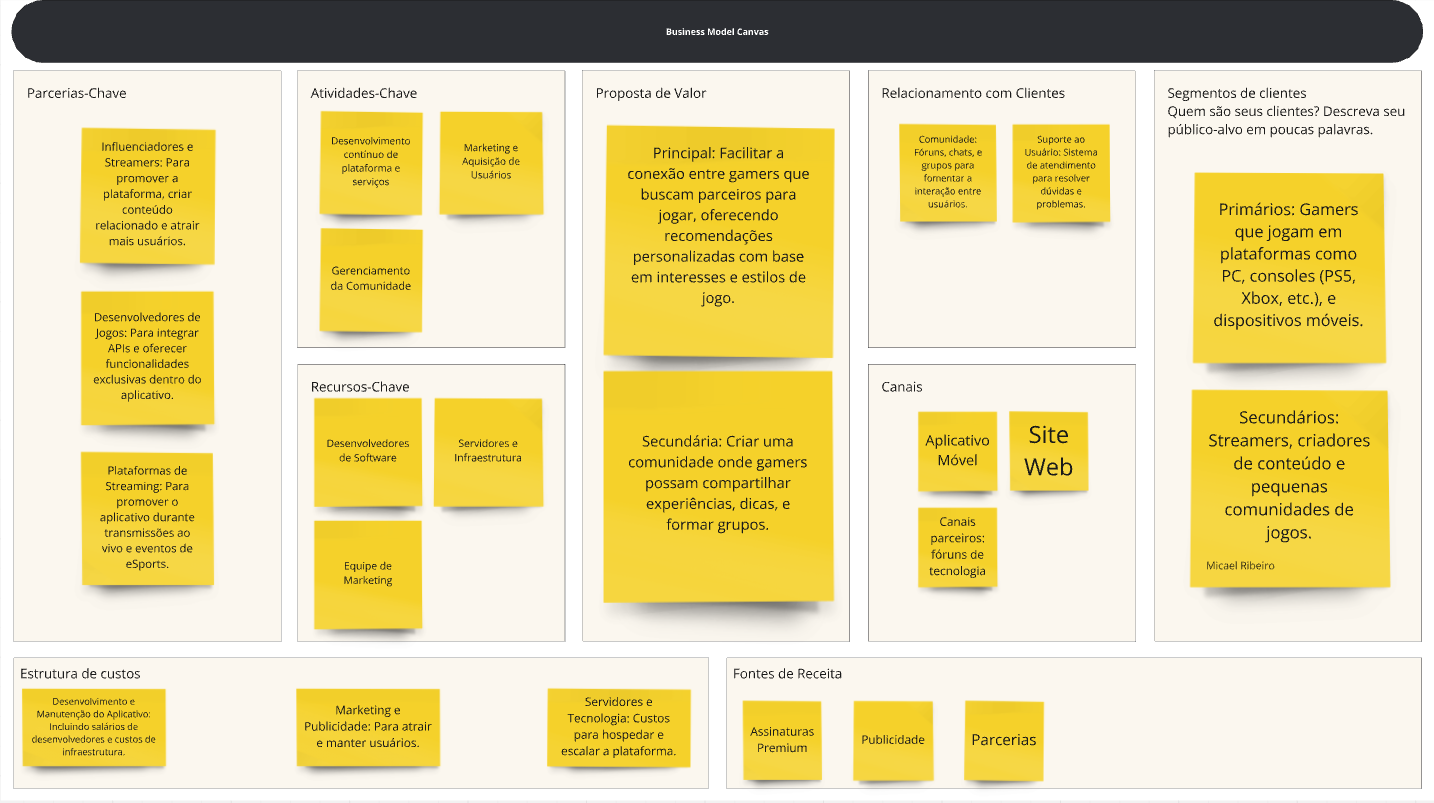 Business Model Canvas
Parcerias-Chave
Influenciadores e
Streamers: Para
promover a
plataforma, criar
conteúdo
relacionado e atrair
mais usuários.
Desenvolvedores de
Jogos: Para integrar
APIs e oferecer
funcionalidades
exclusivas dentro do
aplicativo.
Plataformas de
Streaming: Para
promover o
aplicativo durante
transmissões ao
vivo e eventos de
eSports.
Atividades-Chave
Desenvolvimento
contínuo de
plataforma e
serviços
Marketing e
Aquisição de
Usuários
Gerenciamento
da Comunidade
Recursos-Chave
Desenvolvedores
de Software
Servidores e
Infraestrutura
Equipe de
Marketing
Proposta de Valor
Principal: Facilitar a
conexão entre gamers que
buscam parceiros para
jogar, oferecendo
recomendações
personalizadas com base
em interesses e estilos de
jogo.
Secundária: Criar uma
comunidade onde gamers
possam compartilhar
experiências, dicas, e
formar grupos.
Relacionamento com Clientes
Comunidade:
Fóruns, chats, e
grupos para
fomentar a
interação entre
usuários.
Suporte ao
Usuário: Sistema
de atendimento
para resolver
dúvidas e
problemas.
Canais
Aplicativo
Móvel
Site
Web
Canais
parceiros:
fóruns de
tecnologia
Segmentos de clientes
Quem são seus clientes? Descreva seu
público-alvo em poucas palavras.
Primários: Gamers
que jogam em
plataformas como
PC, consoles (PS5,
Xbox, etc.), e
dispositivos móveis.
Secundários:
Streamers, criadores
de conteúdo e
pequenas
comunidades de
jogos.
Micael Ribeiro
Estrutura de custos
Desenvolvimento e
Manutenção do Aplicativo:
Incluindo salários de
desenvolvedores e custos de
infraestrutura.
Marketing e
Publicidade: Para atrair
e manter usuários.
Servidores e
Tecnologia: Custos
para hospedar e
escalar a plataforma.
Fontes de Receita
Assinaturas
Premium
Publicidade
Parcerias